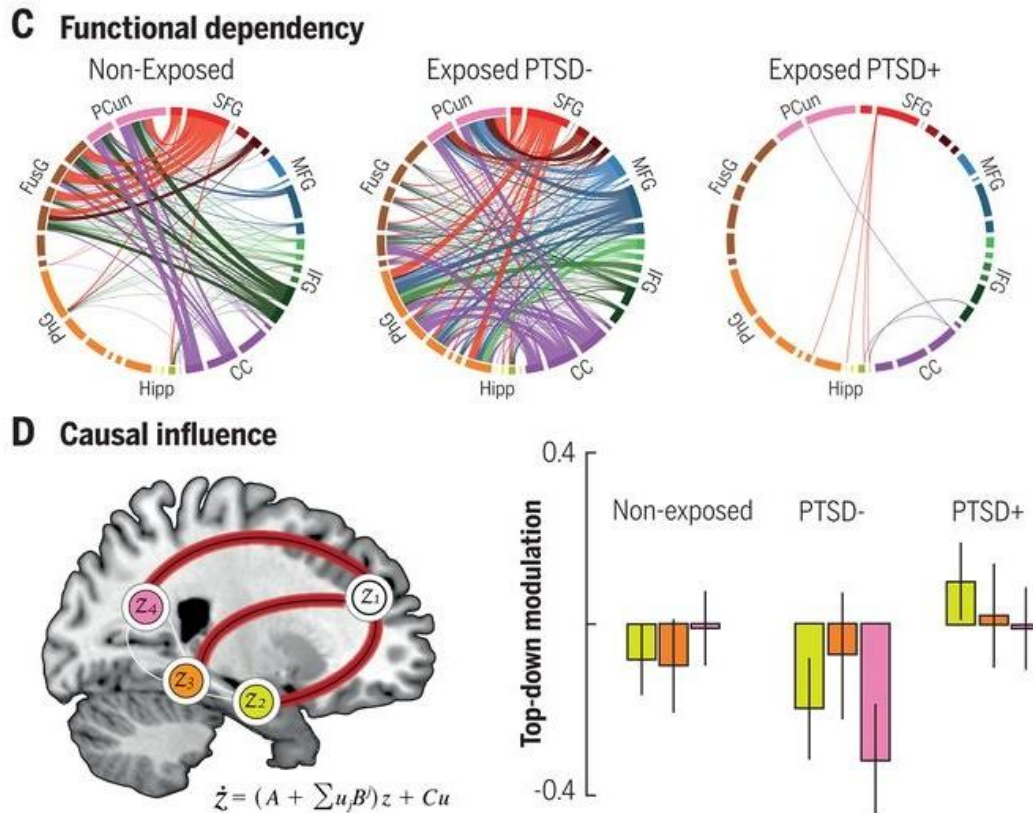 C Functional dependency
Non-Exposed
Exposed PTSD-
Exposed PTSD+
PCun
SFG
FusG
MFG
IFG
PhG
CC
Hipp
PCun
SFG
FusG
MFG
IFG
PhG
CC
Hipp
PCun
SFG
FusG
MFG
IFG
PhG
CC
Hipp
D Causal influence
z4
z1
z3
z2
ż = (A + ∑ujBj)z + Cu
Top-down modulation
0.4
-0.4
Non-exposed
PTSD-
PTSD+